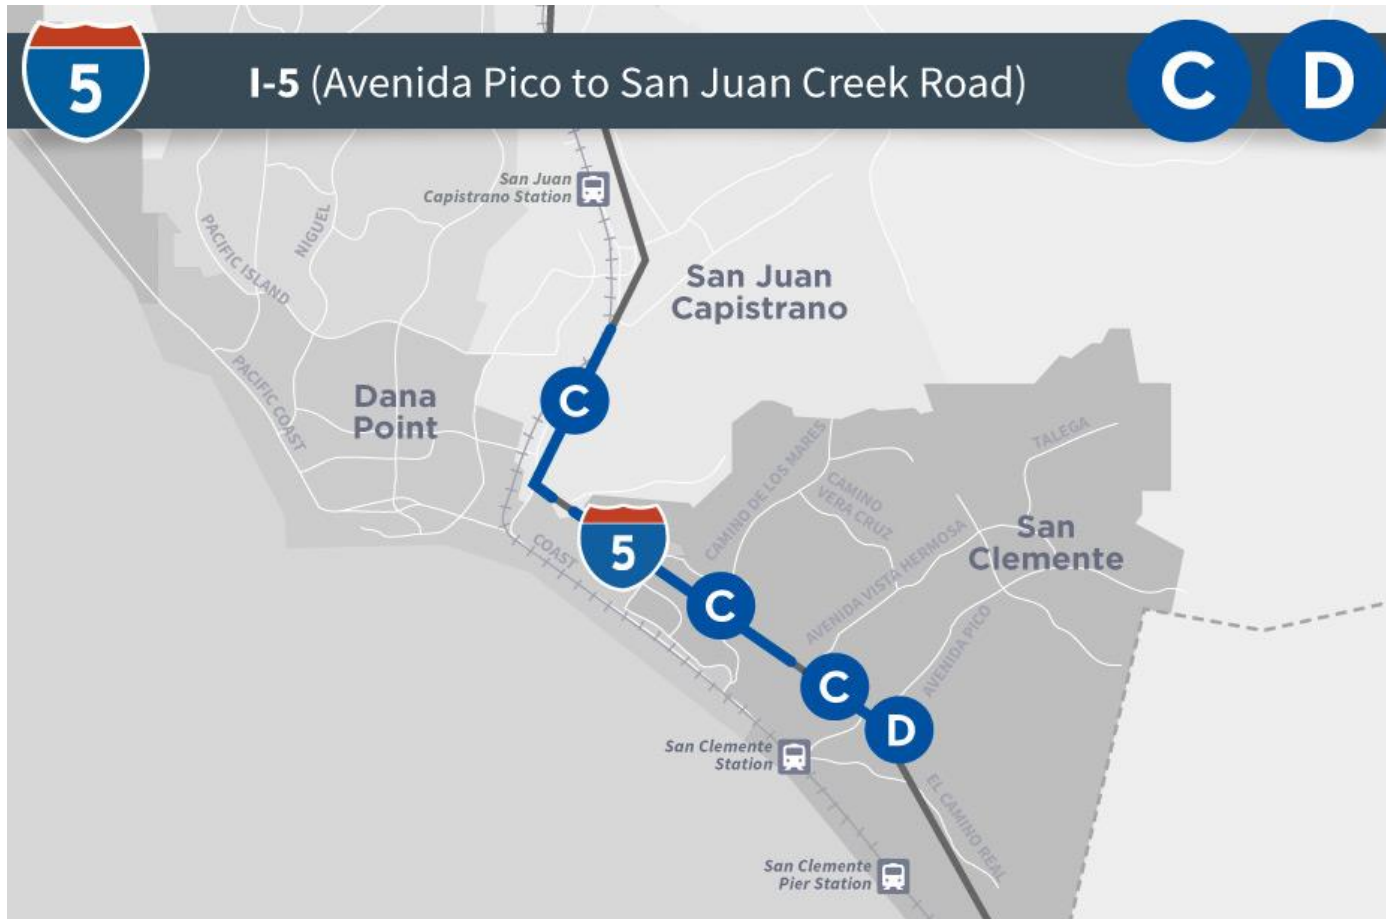 5
I-5 (Avenida Pico to San Juan Creek Road)
C
D
San Juan
Capistrano Station
PACIFIC ISLAND
NIGUEL
San Juan
Capistrano
PACIFIC COAST
Dana
Point
C
CAMINO DE LOS MARES
TALEGA
CAMINO
VERA CRUZ
San
Clemente
COAST
5
AVENIDA VISTA HERMOSA
C
AVENIDA PICO
C
D
San Clemente
Station
EL CAMINO REAL
San Clemente
Pier Station